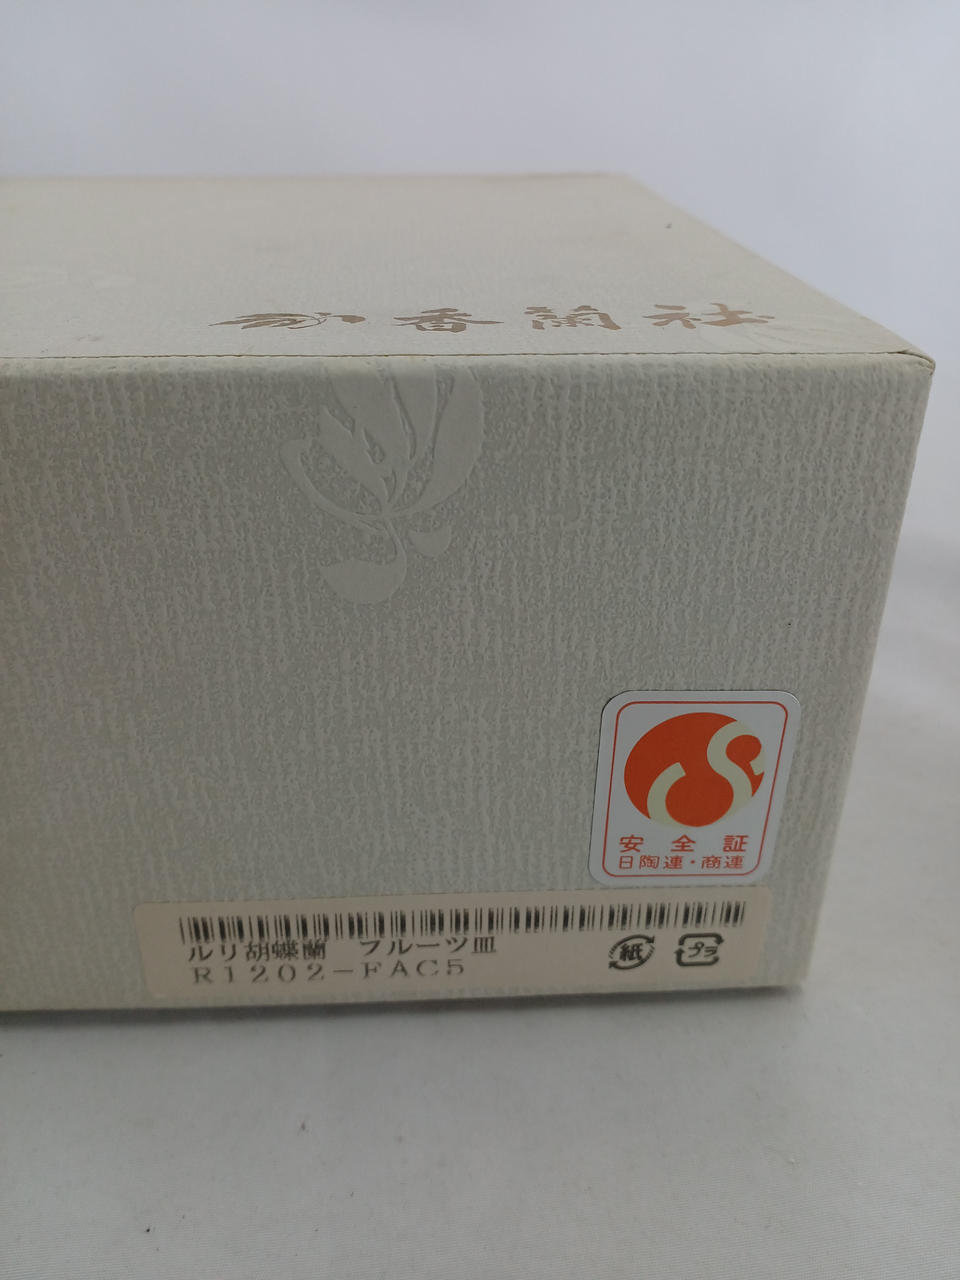 香蘭社
安全証
日陶連・商連
ルリ胡蝶蘭 フルーツ皿
R1202-FAC5
紙
プラ